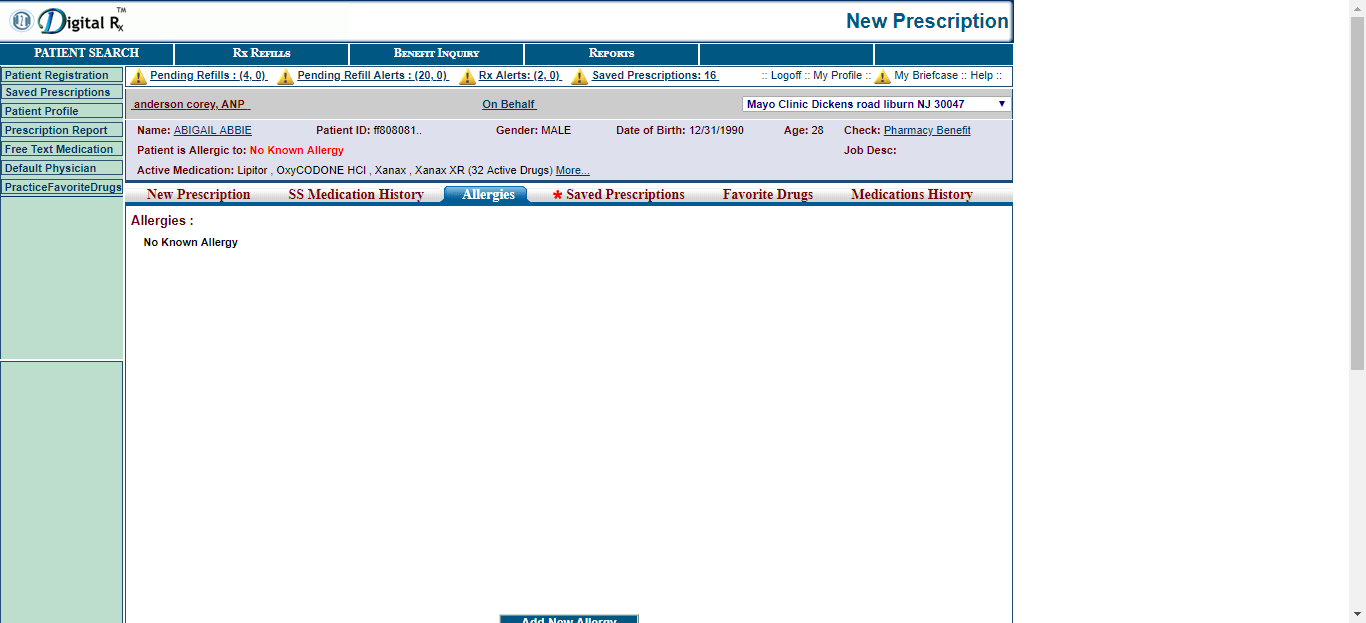 Digital Rx TM
New Prescription
PATIENT SEARCH Rx Refills Benefit Inquiry Reports
Patient Registration
Saved Prescriptions
Patient Profile
Prescription Report
Free Text Medication
Default Physician
PracticeFavoriteDrugs
Pending Refills : (4, 0) Pending Refill Alerts : (20, 0) Rx Alerts: (2, 0) Saved Prescriptions: 16 :: Logoff :: My Profile :: My Briefcase :: Help ::
anderson corey, ANP On Behalf Mayo Clinic Dickens road liburn NJ 30047
Name: ABIGAIL ABBIE Patient ID: ff808081.. Gender: MALE Date of Birth: 12/31/1990 Age: 28 Check: Pharmacy Benefit
Patient is Allergic to: No Known Allergy Job Desc:
Active Medication: Lipitor , OxyCODONE HCl , Xanax , Xanax XR (32 Active Drugs) More...
New Prescription SS Medication History Allergies * Saved Prescriptions Favorite Drugs Medications History
Allergies :
No Known Allergy
Add New Allergy